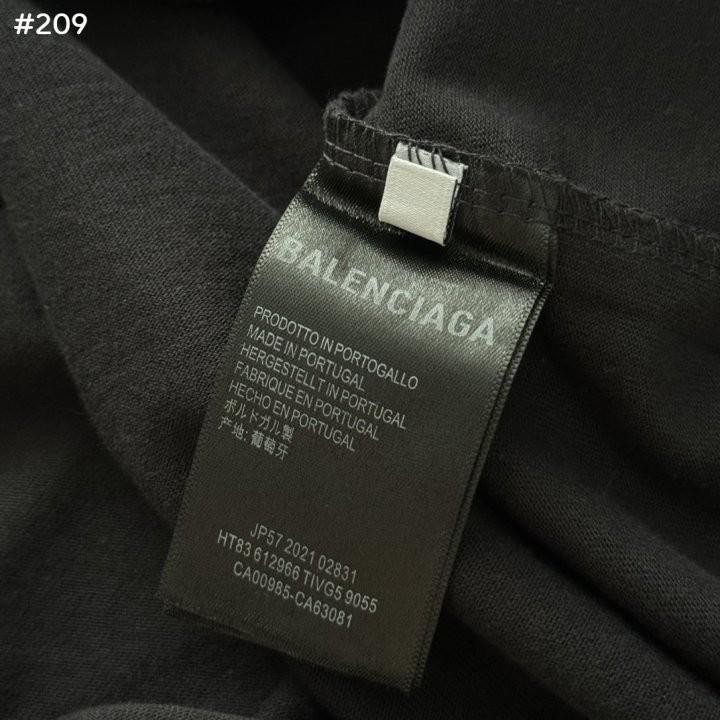 #209
BALENCIAGA
PRODOTTO IN PORTOGALLO
MADE IN PORTUGAL
HERGESTELLT IN PORTUGAL
FABRIQUE EN PORTUGAL
HECHO EN PORTUGAL
ポルドガル製
产地: 葡萄牙
JP57 2021 02831
HT83 612966 TIVG5 9055
CA00985-CA63081